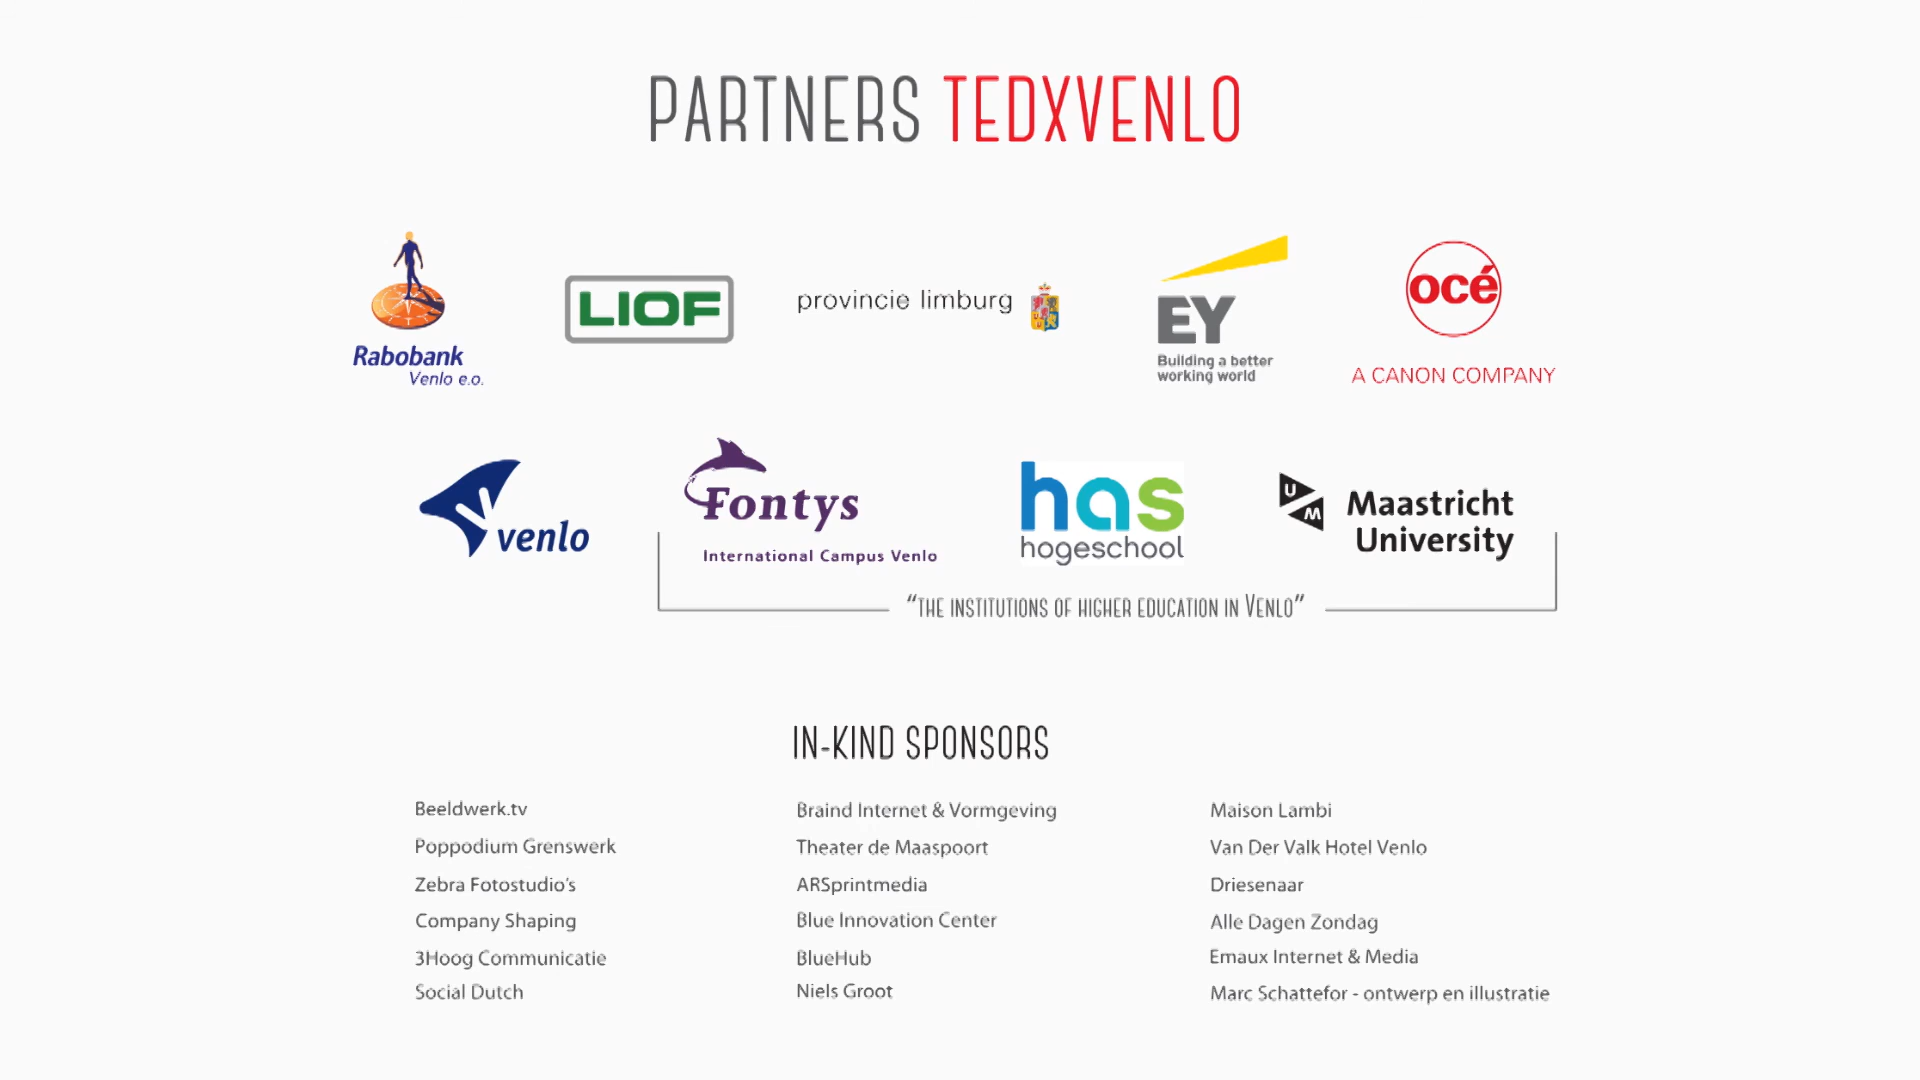 PARTNERS TEDXVENLO
Rabobank
Venlo e.o.
LIOF
provincie limburg
EY
Building a better
working world
océ
A CANON COMPANY
venlo
Fontys
International Campus Venlo
has
hogeschool
U
M
Maastricht
University
“THE INSTITUTIONS OF HIGHER EDUCATION IN VENLO”
IN-KIND SPONSORS
Beeldwerk.tv
Poppodium Grenswerk
Zebra Fotostudio’s
Company Shaping
3Hoog Communicatie
Social Dutch
Braind Internet & Vormgeving
Theater de Maaspoort
ARSprintmedia
Blue Innovation Center
BlueHub
Niels Groot
Maison Lambi
Van Der Valk Hotel Venlo
Driesenaar
Alle Dagen Zondag
Emaux Internet & Media
Marc Schattefor - ontwerp en illustratie